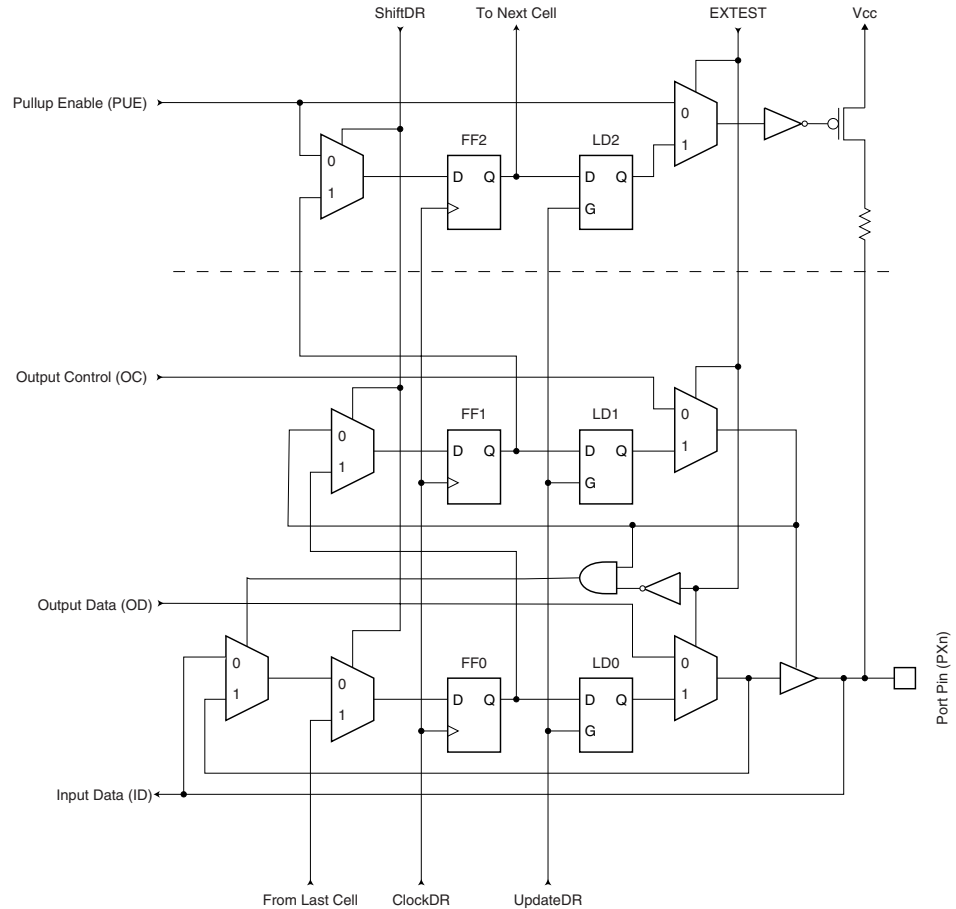 ShiftDR To Next Cell EXTEST Vcc
Pullup Enable (PUE)
0
FF2 LD2
0
1
D Q D Q
1
G
Output Control (OC)
FF1 LD1
0
0
1
D Q D Q
1
G
Output Data (OD)
FF0 LD0
0
0
0
1
1
D Q D Q
1
G
Port Pin (PXn)
Input Data (ID)
From Last Cell ClockDR UpdateDR